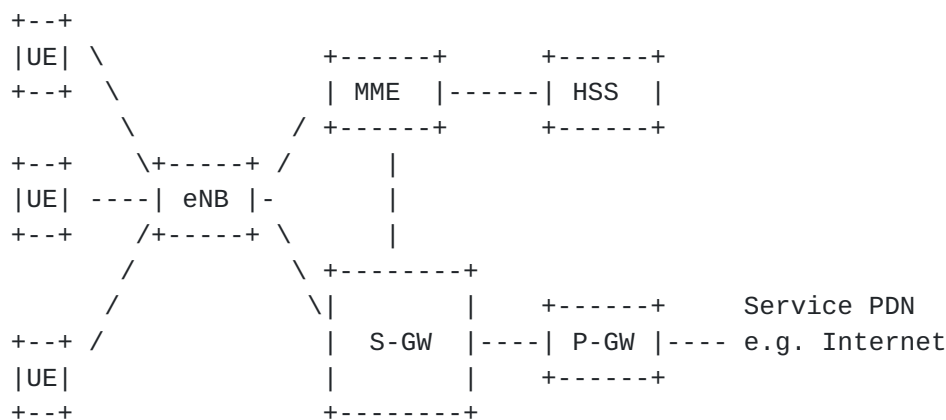 UE
MME HSS
UE eNB
Service PDN
S-GW P-GW e.g. Internet
UE